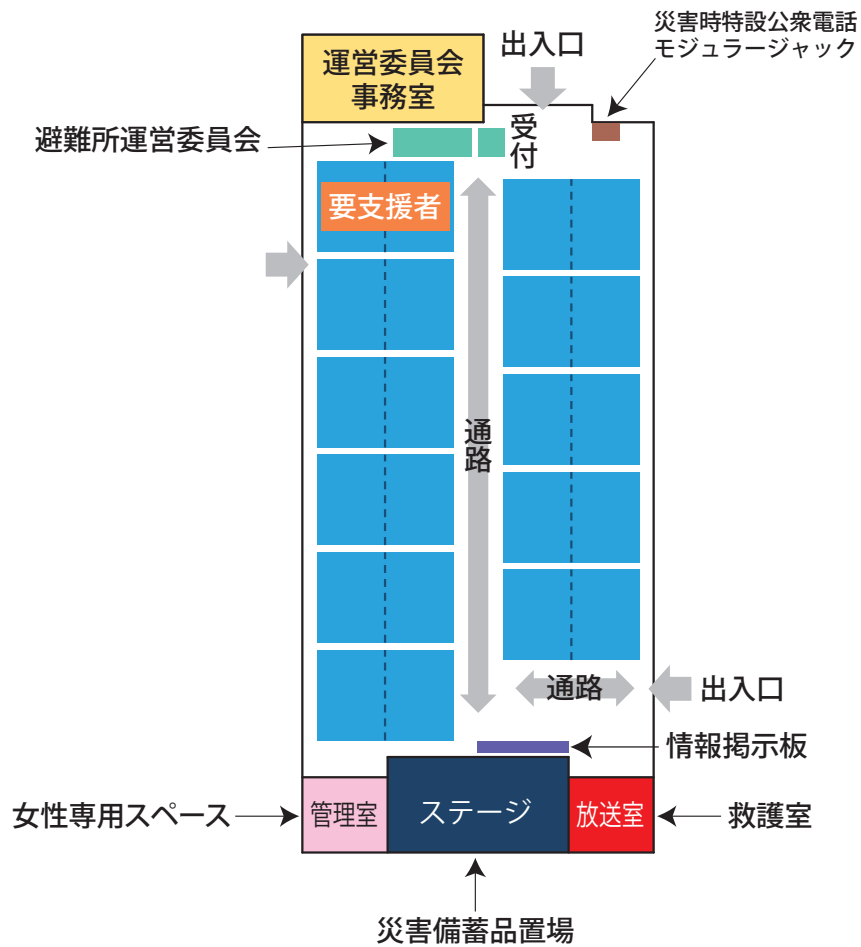 災害時特設公衆電話
モジュラージャック
出入口
運営委員会
事務室
避難所運営委員会
受付
要支援者
通路
通路
出入口
情報掲示板
女性専用スペース
管理室
ステージ
放送室
救護室
災害備蓄品置場